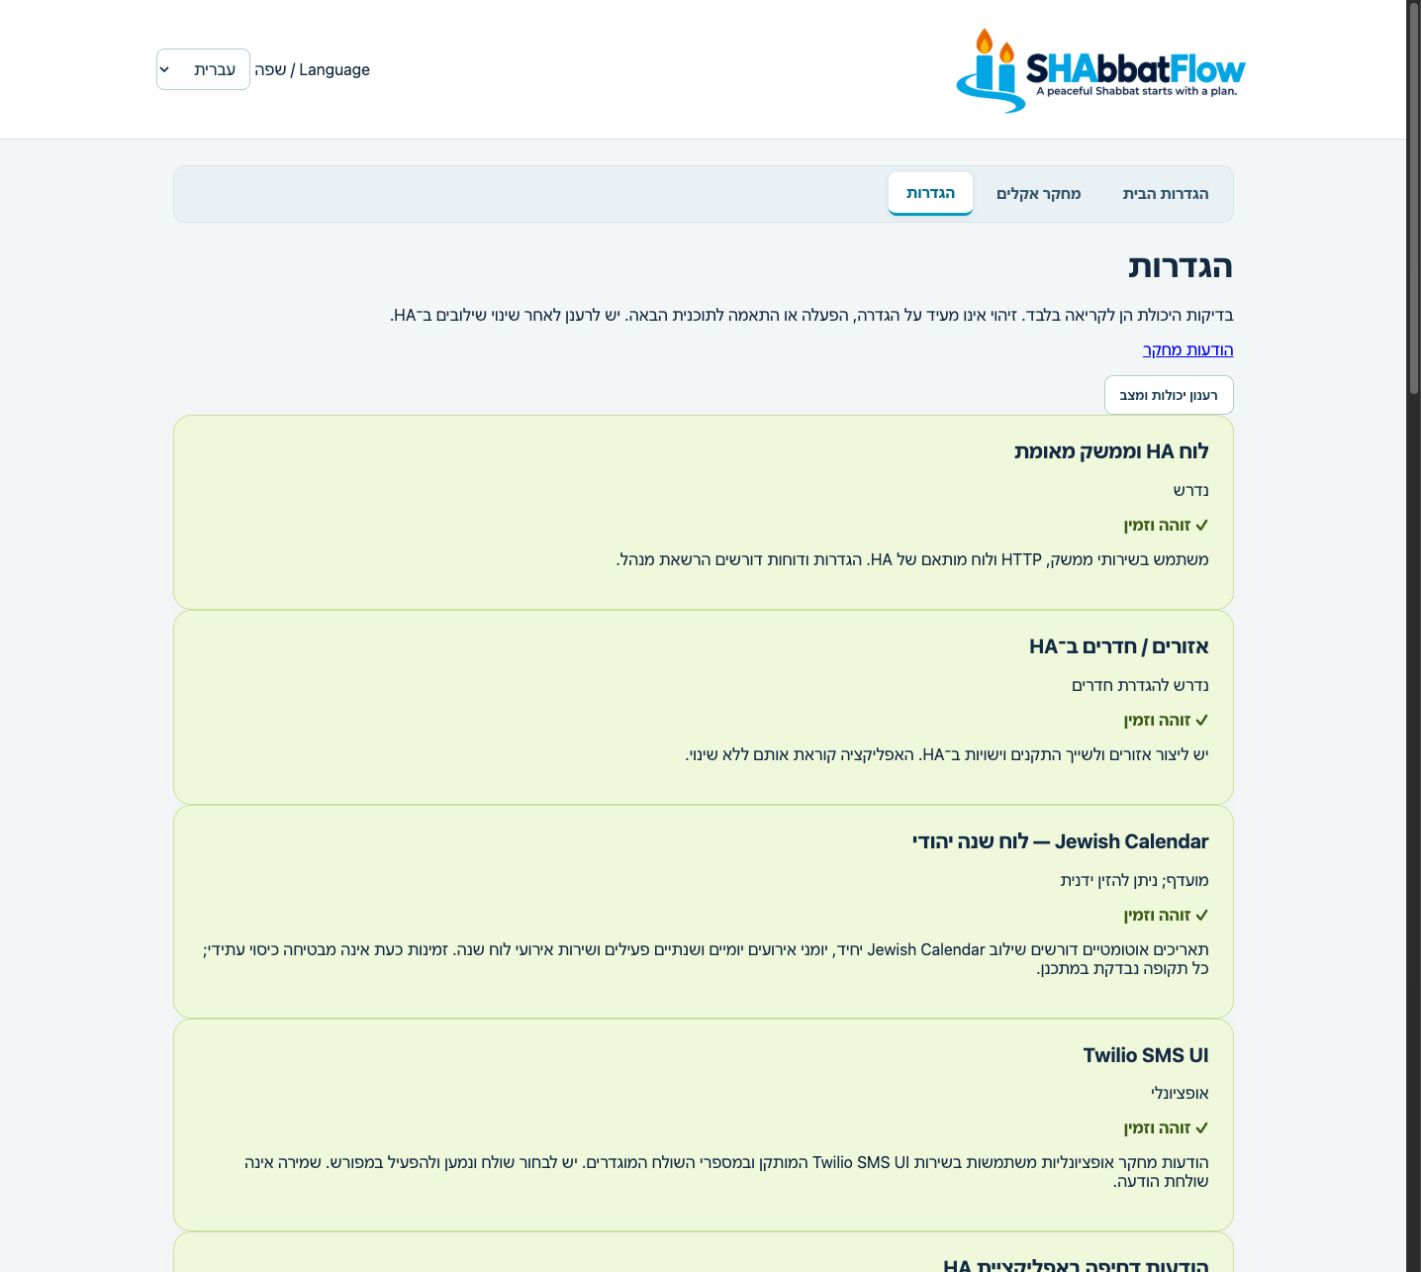 SHAbbatFlow
A peaceful Shabbat starts with a plan.
Language / שפה
עברית
הגדרות הבית
מחקר אקלים
הגדרות
הגדרות
בדיקות היכולת הן לקריאה בלבד. זיהוי אינו מעיד על הגדרה, הפעלה או התאמה לתוכנית הבאה. יש לרענן לאחר שינוי שילובים ב־HA.
הודעות מחקר
רענון יכולות ומצב
לוח HA וממשק מאומת
נדרש
✓ זוהה וזמין
משתמש בשירותי ממשק, HTTP ולוח מותאם של HA. הגדרות ודוחות דורשים הרשאת מנהל.
אזורים / חדרים ב־HA
נדרש להגדרת חדרים
✓ זוהה וזמין
יש ליצור אזורים ולשייך התקנים וישויות ב־HA. האפליקציה קוראת אותם ללא שינוי.
Jewish Calendar — לוח שנה יהודי
מועדף; ניתן להזין ידנית
✓ זוהה וזמין
תאריכים אוטומטיים דורשים שילוב Jewish Calendar יחיד, יומני אירועים יומיים ושנתיים פעילים ושירות אירועי לוח שנה. זמינות כעת אינה מבטיחה כיסוי עתידי;
כל תקופה נבדקת במתכנן.
Twilio SMS UI
אופציונלי
✓ זוהה וזמין
הודעות מחקר אופציונליות משתמשות בשירות Twilio SMS UI המותקן ובמספרי השולח המוגדרים. יש לבחור שולח ונמען ולהפעיל במפורש. שמירה אינה
שולחת הודעה.
הודעות דחיפה באפליקציית HA